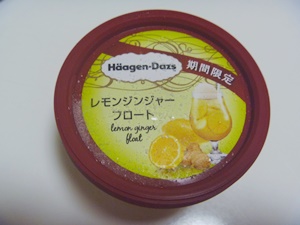 Häagen-Dazs
期間限定
レモンジンジャー
フロート
lemon ginger
float